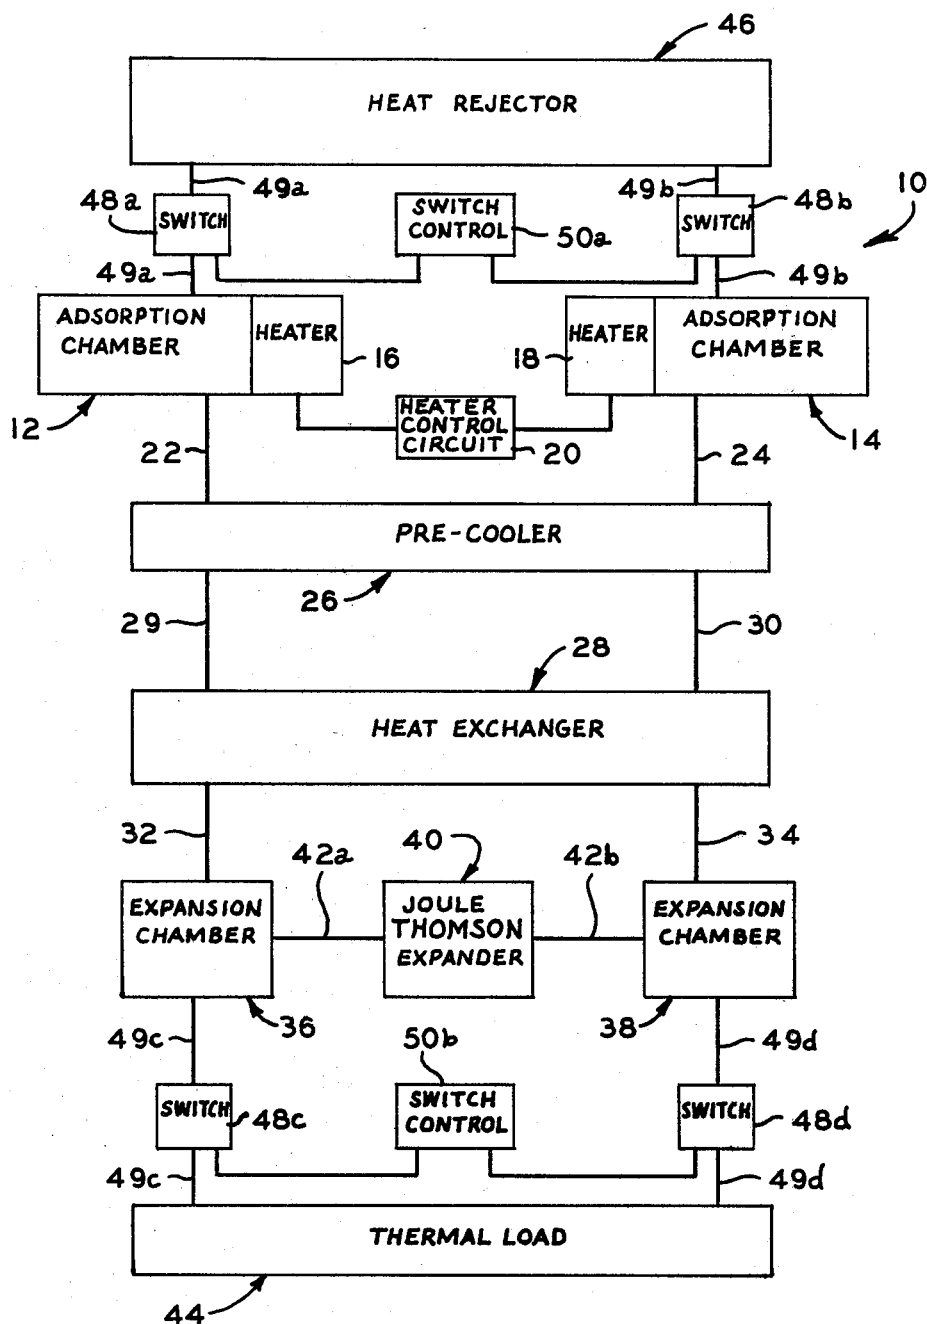 46
HEAT REJECTOR
49a
49b
10
48a
SWITCH
SWITCH
CONTROL
50a
SWITCH
48b
49a
49b
ADSORPTION
CHAMBER
HEATER
16
18
HEATER
ADSORPTION
CHAMBER
12
HEATER
CONTROL
CIRCUIT
20
14
22
24
PRE-COOLER
26
29
30
28
HEAT EXCHANGER
32
34
42a
40
42b
EXPANSION
CHAMBER
JOULE
THOMSON
EXPANDER
EXPANSION
CHAMBER
36
38
49c
50b
49d
SWITCH
48c
SWITCH
CONTROL
SWITCH
48d
49c
49d
THERMAL LOAD
44